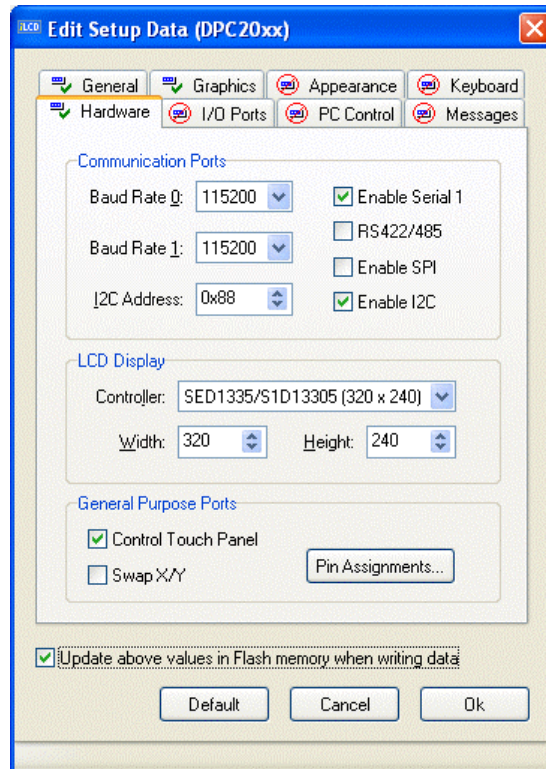 iLCD Edit Setup Data (DPC20xx)
General Graphics Appearance Keyboard
Hardware I/O Ports PC Control Messages
Communication Ports
Baud Rate 0: 115200 Enable Serial 1
RS422/485
Baud Rate 1: 115200
Enable SPI
I2C Address: 0x88 Enable I2C
LCD Display
Controller: SED1335/S1D13305 (320 x 240)
Width: 320 Height: 240
General Purpose Ports
Control Touch Panel
Swap X/Y Pin Assignments...
Update above values in Flash memory when writing data
Default Cancel Ok